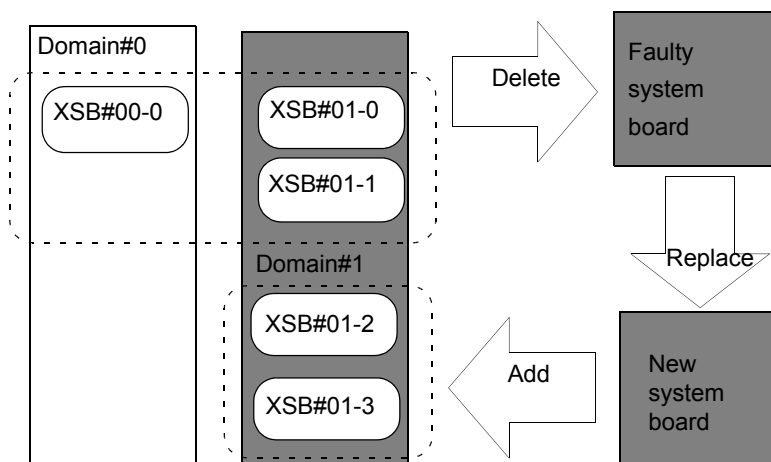 Domain#0
XSB#00-0
XSB#01-0
XSB#01-1
Domain#1
XSB#01-2
XSB#01-3
Delete
Faulty
system
board
Replace
New
system
board
Add